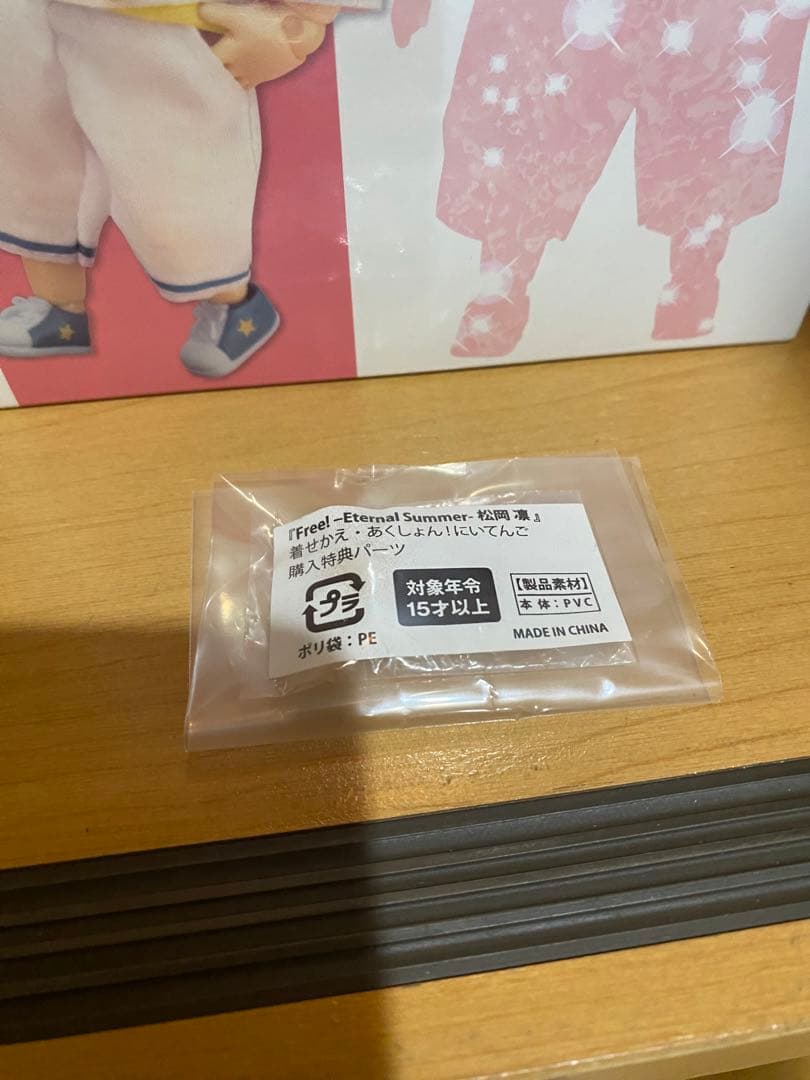 『Free! –Eternal Summer- 松岡 凛』
着せかえ・あくしょん！にいてんご
購入特典パーツ
プラ
ポリ袋：PE
対象年令
15才以上
【製品素材】
本体：PVC
MADE IN CHINA